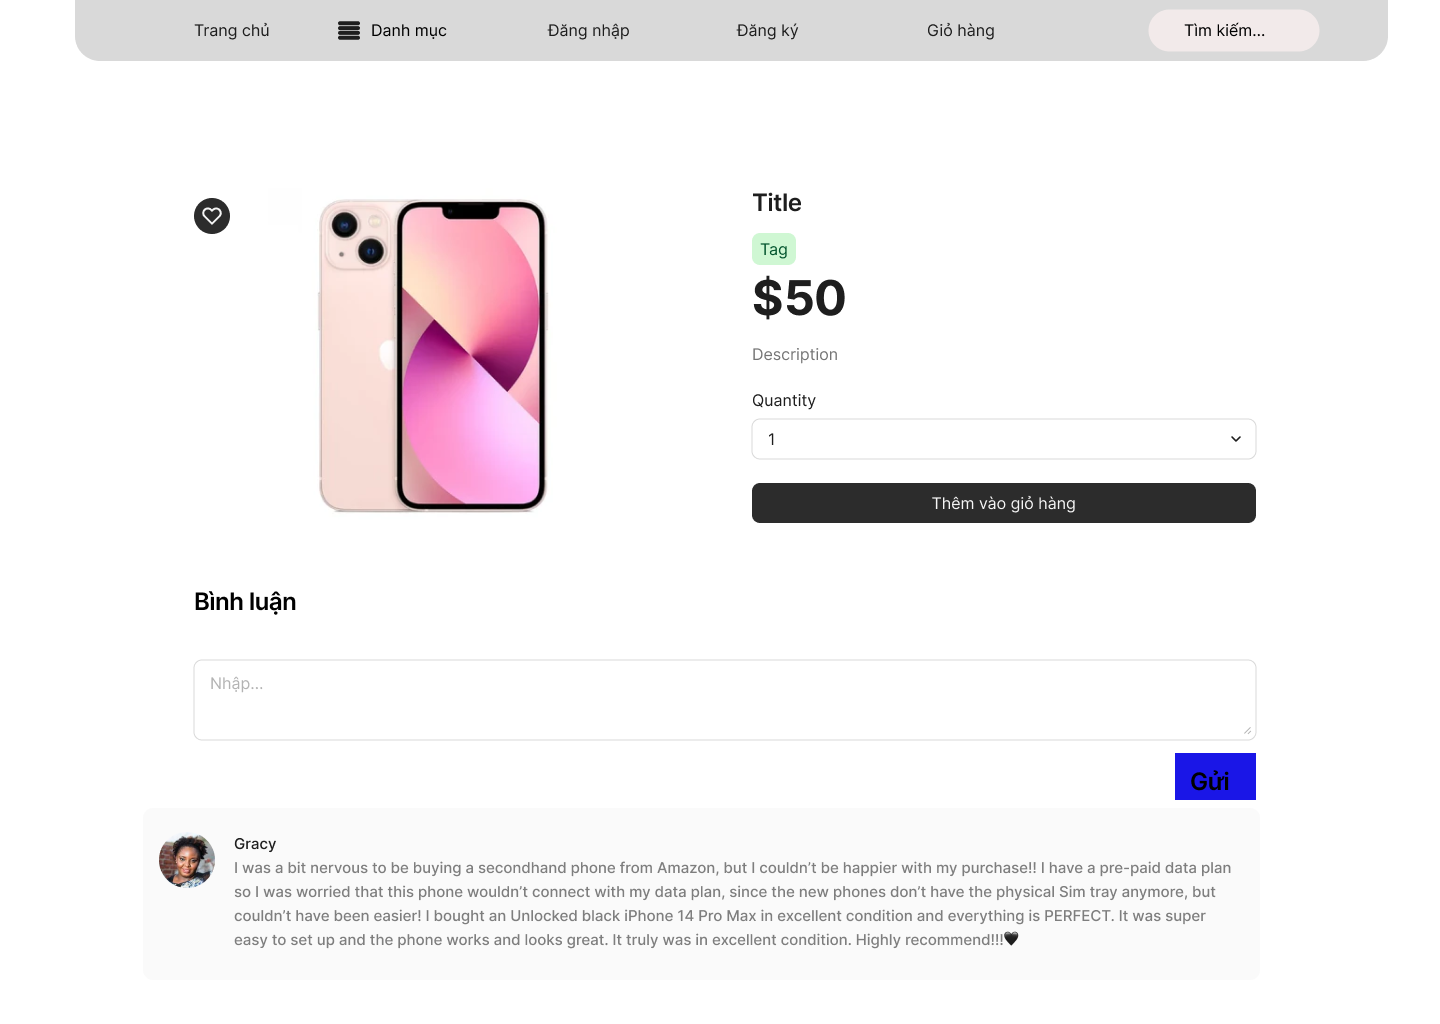 Trang chủ
Danh mục
Đăng nhập
Đăng ký
Giỏ hàng
Tìm kiếm...
Title
Tag
$50
Description
Quantity
1
Thêm vào giỏ hàng
Bình luận
Nhập...
Gửi
Gracy
I was a bit nervous to be buying a secondhand phone from Amazon, but I couldn’t be happier with my purchase!! I have a pre-paid data plan
so I was worried that this phone wouldn’t connect with my data plan, since the new phones don’t have the physical Sim tray anymore, but
couldn’t have been easier! I bought an Unlocked black iPhone 14 Pro Max in excellent condition and everything is PERFECT. It was super
easy to set up and the phone works and looks great. It truly was in excellent condition. Highly recommend!!!🖤